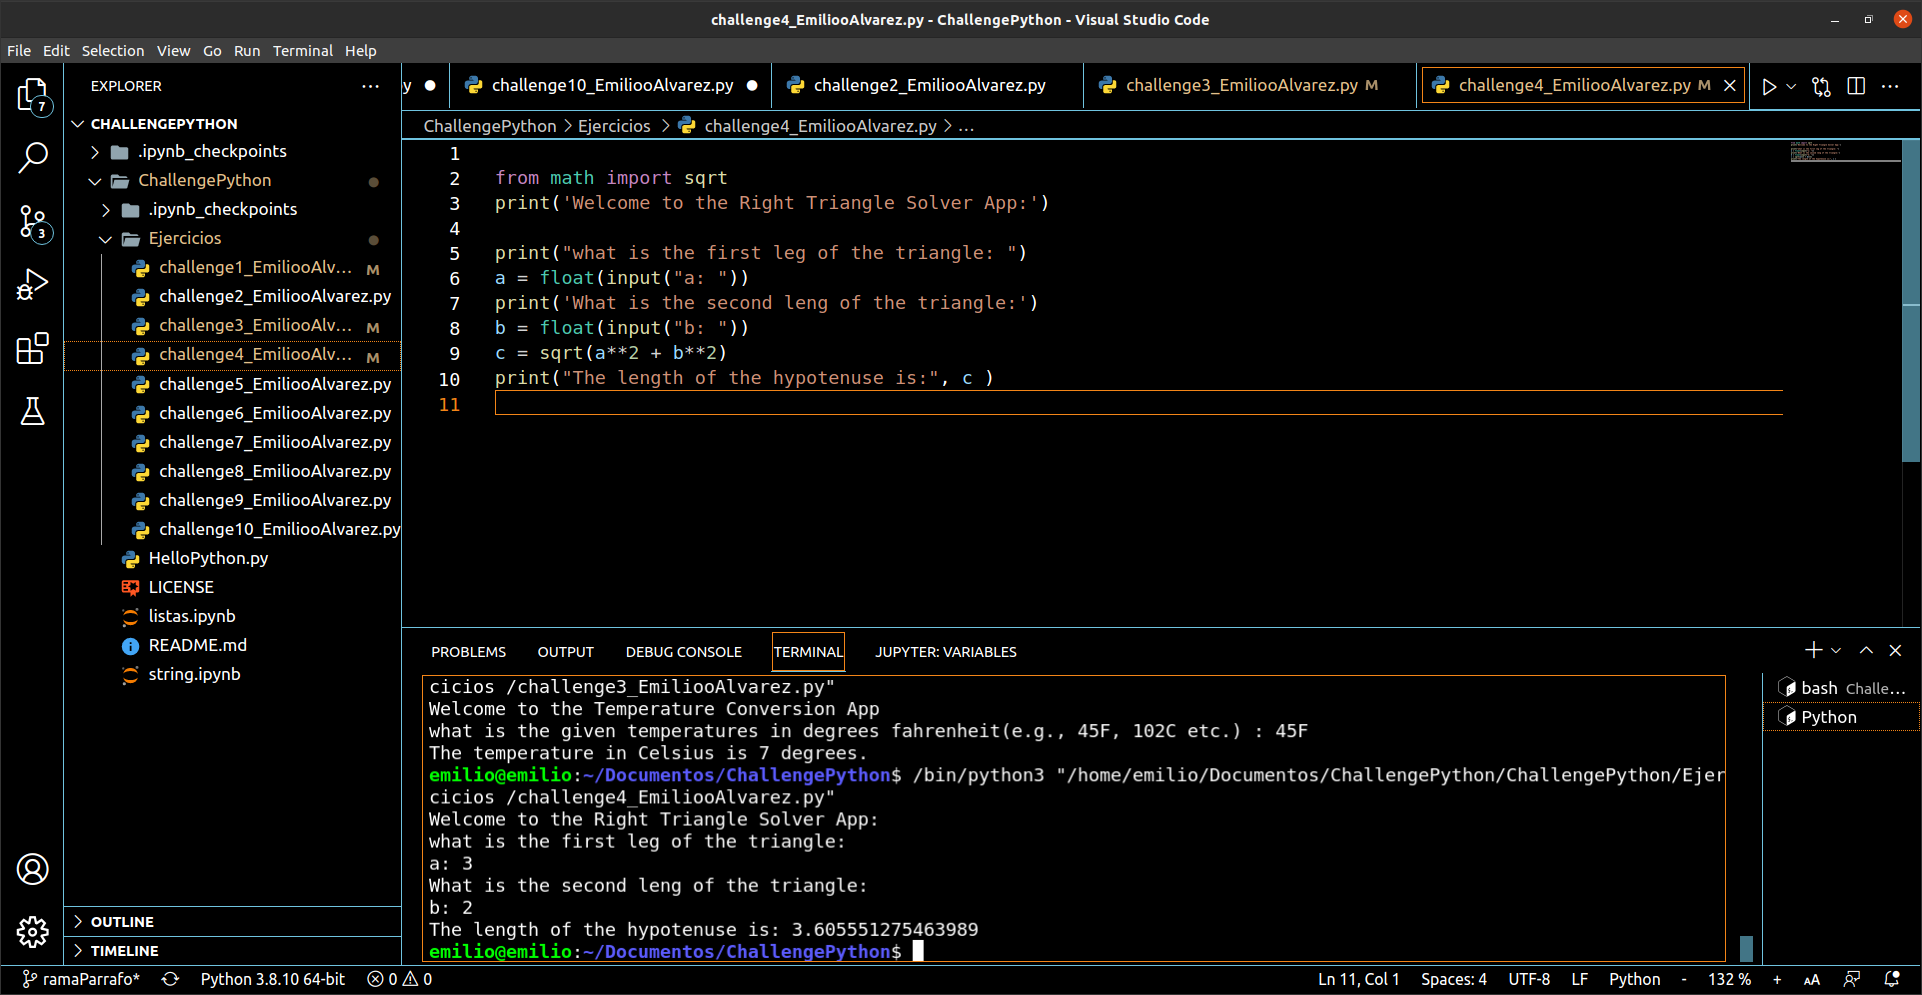 challenge4_EmiliooAlvarez.py - ChallengePython - Visual Studio Code
File Edit Selection View Go Run Terminal Help
EXPLORER
y challenge10_EmiliooAlvarez.py challenge2_EmiliooAlvarez.py challenge3_EmiliooAlvarez.py M challenge4_EmiliooAlvarez.py M
ChallengePython > Ejercicios > challenge4_EmiliooAlvarez.py > ...
7
3
CHALLENGEPYTHON
.ipynb_checkpoints
ChallengePython
.ipynb_checkpoints
Ejercicios
challenge1_EmiliooAlv... M
challenge2_EmiliooAlvarez.py
challenge3_EmiliooAlv... M
challenge4_EmiliooAlv... M
challenge5_EmiliooAlvarez.py
challenge6_EmiliooAlvarez.py
challenge7_EmiliooAlvarez.py
challenge8_EmiliooAlvarez.py
challenge9_EmiliooAlvarez.py
challenge10_EmiliooAlvarez.py
HelloPython.py
LICENSE
listas.ipynb
README.md
string.ipynb
OUTLINE
TIMELINE
1
2 from math import sqrt
3 print('Welcome to the Right Triangle Solver App:')
4
5 print("what is the first leg of the triangle: ")
6 a = float(input("a: "))
7 print('What is the second leng of the triangle:')
8 b = float(input("b: "))
9 c = sqrt(a**2 + b**2)
10 print("The length of the hypotenuse is:", c )
11
PROBLEMS OUTPUT DEBUG CONSOLE TERMINAL JUPYTER: VARIABLES
cicios /challenge3_EmiliooAlvarez.py"
Welcome to the Temperature Conversion App
what is the given temperatures in degrees fahrenheit(e.g., 45F, 102C etc.) : 45F
The temperature in Celsius is 7 degrees.
emilio@emilio:~/Documentos/ChallengePython$ /bin/python3 "/home/emilio/Documentos/ChallengePython/ChallengePython/Ejer
cicios /challenge4_EmiliooAlvarez.py"
Welcome to the Right Triangle Solver App:
what is the first leg of the triangle:
a: 3
What is the second leng of the triangle:
b: 2
The length of the hypotenuse is: 3.605551275463989
emilio@emilio:~/Documentos/ChallengePython$
bash Challe...
Python
ramaParrafo* Python 3.8.10 64-bit 0 0 Ln 11, Col 1 Spaces: 4 UTF-8 LF Python - 132 % + AA